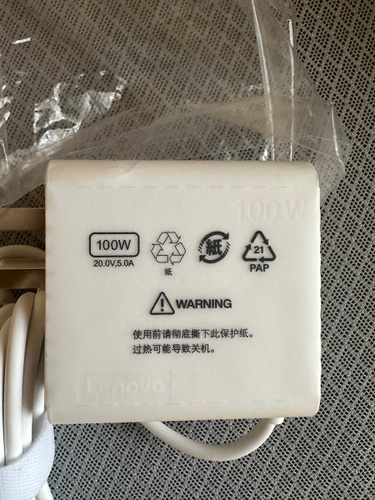 100W
100W
20.0V,5.0A
纸
紙
21
PAP
WARNING
使用前请彻底撕下此保护纸。
过热可能导致关机。
Lenovo